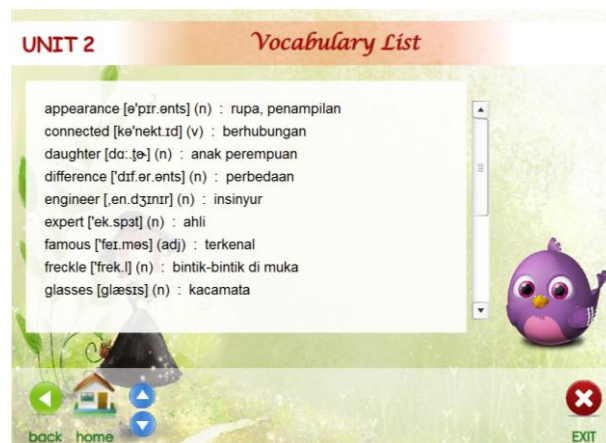 UNIT 2
Vocabulary List
appearance [ə'pɪr.ənts] (n) : rupa, penampilan
connected [kə'nekt.ɪd] (v) : berhubungan
daughter [dɑː.t̬ɚ] (n) : anak perempuan
difference ['dɪf.ər.ənts] (n) : perbedaan
engineer [,en.dʒɪnɪr] (n) : insinyur
expert ['ek.spɜt] (n) : ahli
famous ['feɪ.məs] (adj) : terkenal
freckle ['frek.l] (n) : bintik-bintik di muka
glasses [glæsɪs] (n) : kacamata
back home EXIT